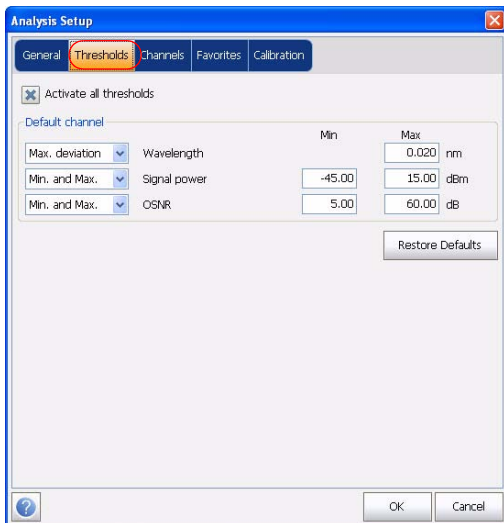 Analysis Setup
General Thresholds Channels Favorites Calibration
Activate all thresholds
Default channel
Min Max
Max. deviation Wavelength 0.020 nm
Min. and Max. Signal power -45.00 15.00 dBm
Min. and Max. OSNR 5.00 60.00 dB
Restore Defaults
? OK Cancel